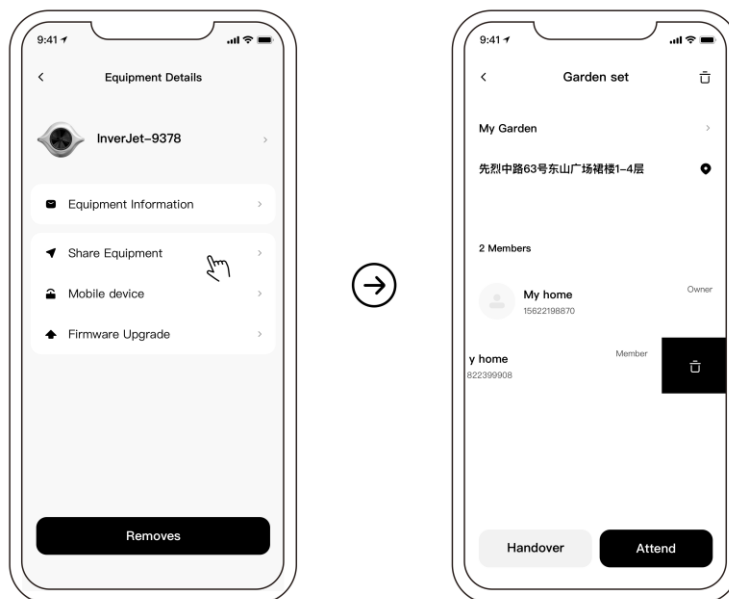 9:41
Equipment Details
InverJet-9378
Equipment Information
Share Equipment
Mobile device
Firmware Upgrade
Removes
9:41
Garden set
My Garden
先烈中路63号东山广场裙楼1-4层
2 Members
My home
Owner
15622198870
y home
Member
822399908
Handover
Attend